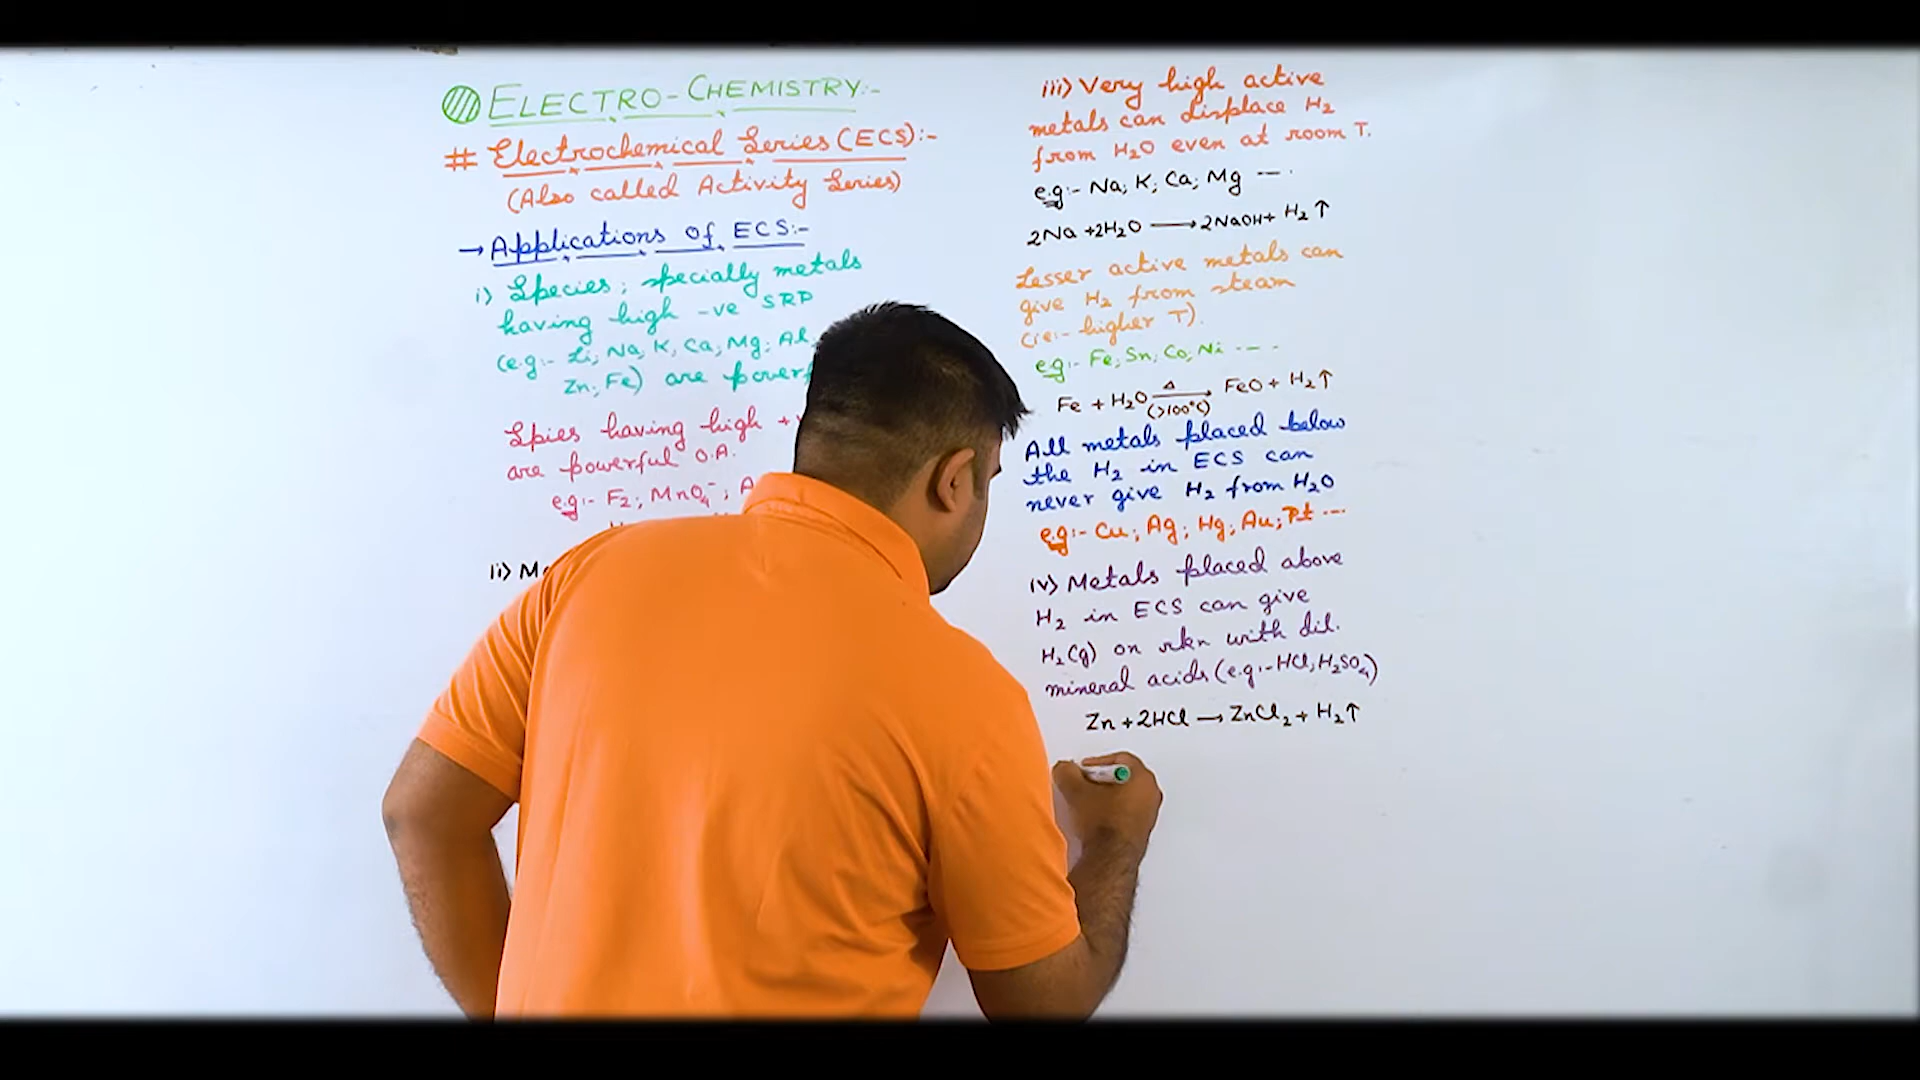 ELECTRO-CHEMISTRY:-
# Electrochemical Series (ECS):-
(Also called Activity Series)
→ Applications of ECS:-
i) Species; specially metals
having high -ve SRP
(e.g:- Li, Na, K, Ca, Mg, Al,
Zn, Fe) are
Spies having high +
are powerful O.A.
e.g:- F2; MnO4-;
ii)
iii) Very high active
metals can displace H2
from H2O even at room T.
e.g:- Na, K, Ca, Mg ---.
2Na + 2H2O ⟶ 2NaOH + H2↑
Lesser active metals can
give H2 from steam
(ie:- higher T).
e.g:- Fe, Sn, Co, Ni ----
Fe + H2O —Δ (>100°C)→ FeO + H2↑
All metals placed below
the H2 in ECS can
never give H2 from H2O
e.g:- Cu; Ag; Hg; Au; Pt ---
iv) Metals placed above
H2 in ECS can give
H2(g) on rkn with dil.
mineral acids (e.g:- HCl, H2SO4)
Zn + 2HCl → ZnCl2 + H2↑